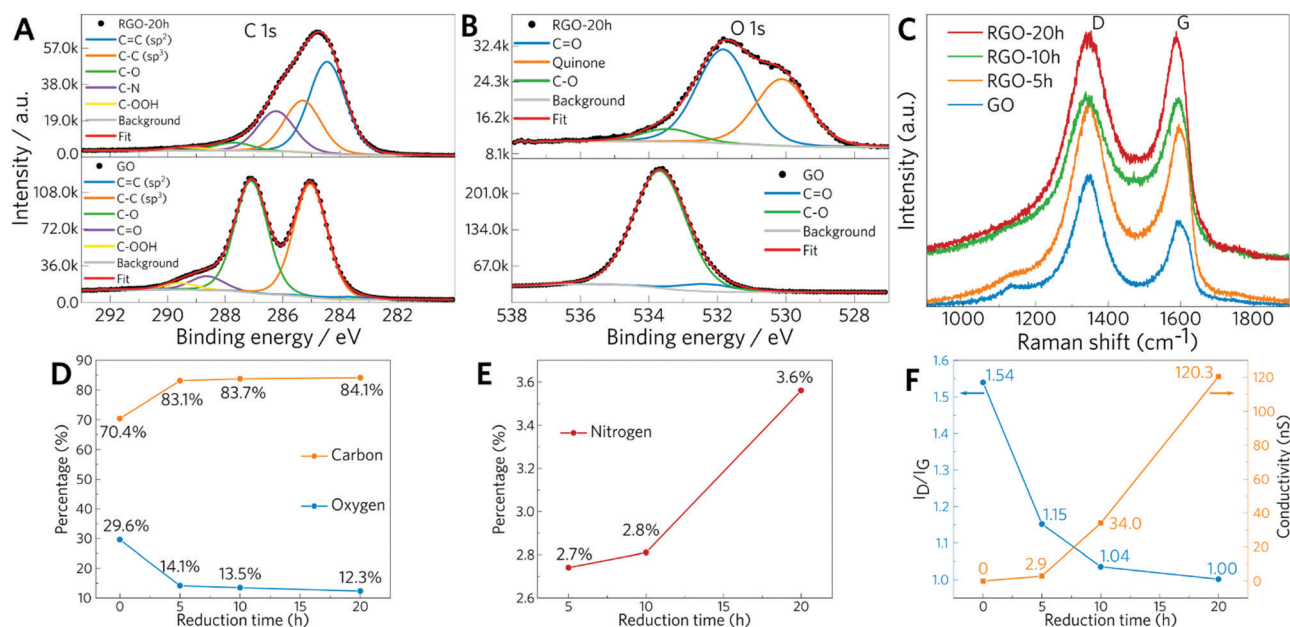 A
C 1s
RGO-20h
C=C (sp²)
C-C (sp³)
C-O
C-N
C-OOH
Background
Fit
57.0k
38.0k
19.0k
0.0
GO
C=C (sp²)
C-C (sp³)
C-O
C=O
C-OOH
Background
Fit
108.0k
72.0k
36.0k
0.0
Intensity / a.u.
292 290 288 286 284 282
Binding energy / eV
B
O 1s
RGO-20h
C=O
Quinone
C-O
Background
Fit
32.4k
24.3k
16.2k
8.1k
GO
C=O
C-O
Background
Fit
201.0k
134.0k
67.0k
538 536 534 532 530 528
Binding energy / eV
C
D G
RGO-20h
RGO-10h
RGO-5h
GO
Intensity (a.u.)
1000 1200 1400 1600 1800
Raman shift (cm⁻¹)
D
90
80
70
60
50
40
30
20
10
Percentage (%)
70.4%
83.1%
83.7%
84.1%
Carbon
Oxygen
29.6%
14.1%
13.5%
12.3%
0 5 10 15 20
Reduction time (h)
E
3.6
3.4
3.2
3.0
2.8
2.6
Percentage (%)
Nitrogen
2.7%
2.8%
3.6%
5 10 15 20
Reduction time (h)
F
1.6
1.5
1.4
1.3
1.2
1.1
1.0
I_D/I_G
1.54
1.15
1.04
1.00
0
2.9
34.0
120.3
120
100
80
60
40
20
0
Conductivity (nS)
0 5 10 15 20
Reduction time (h)